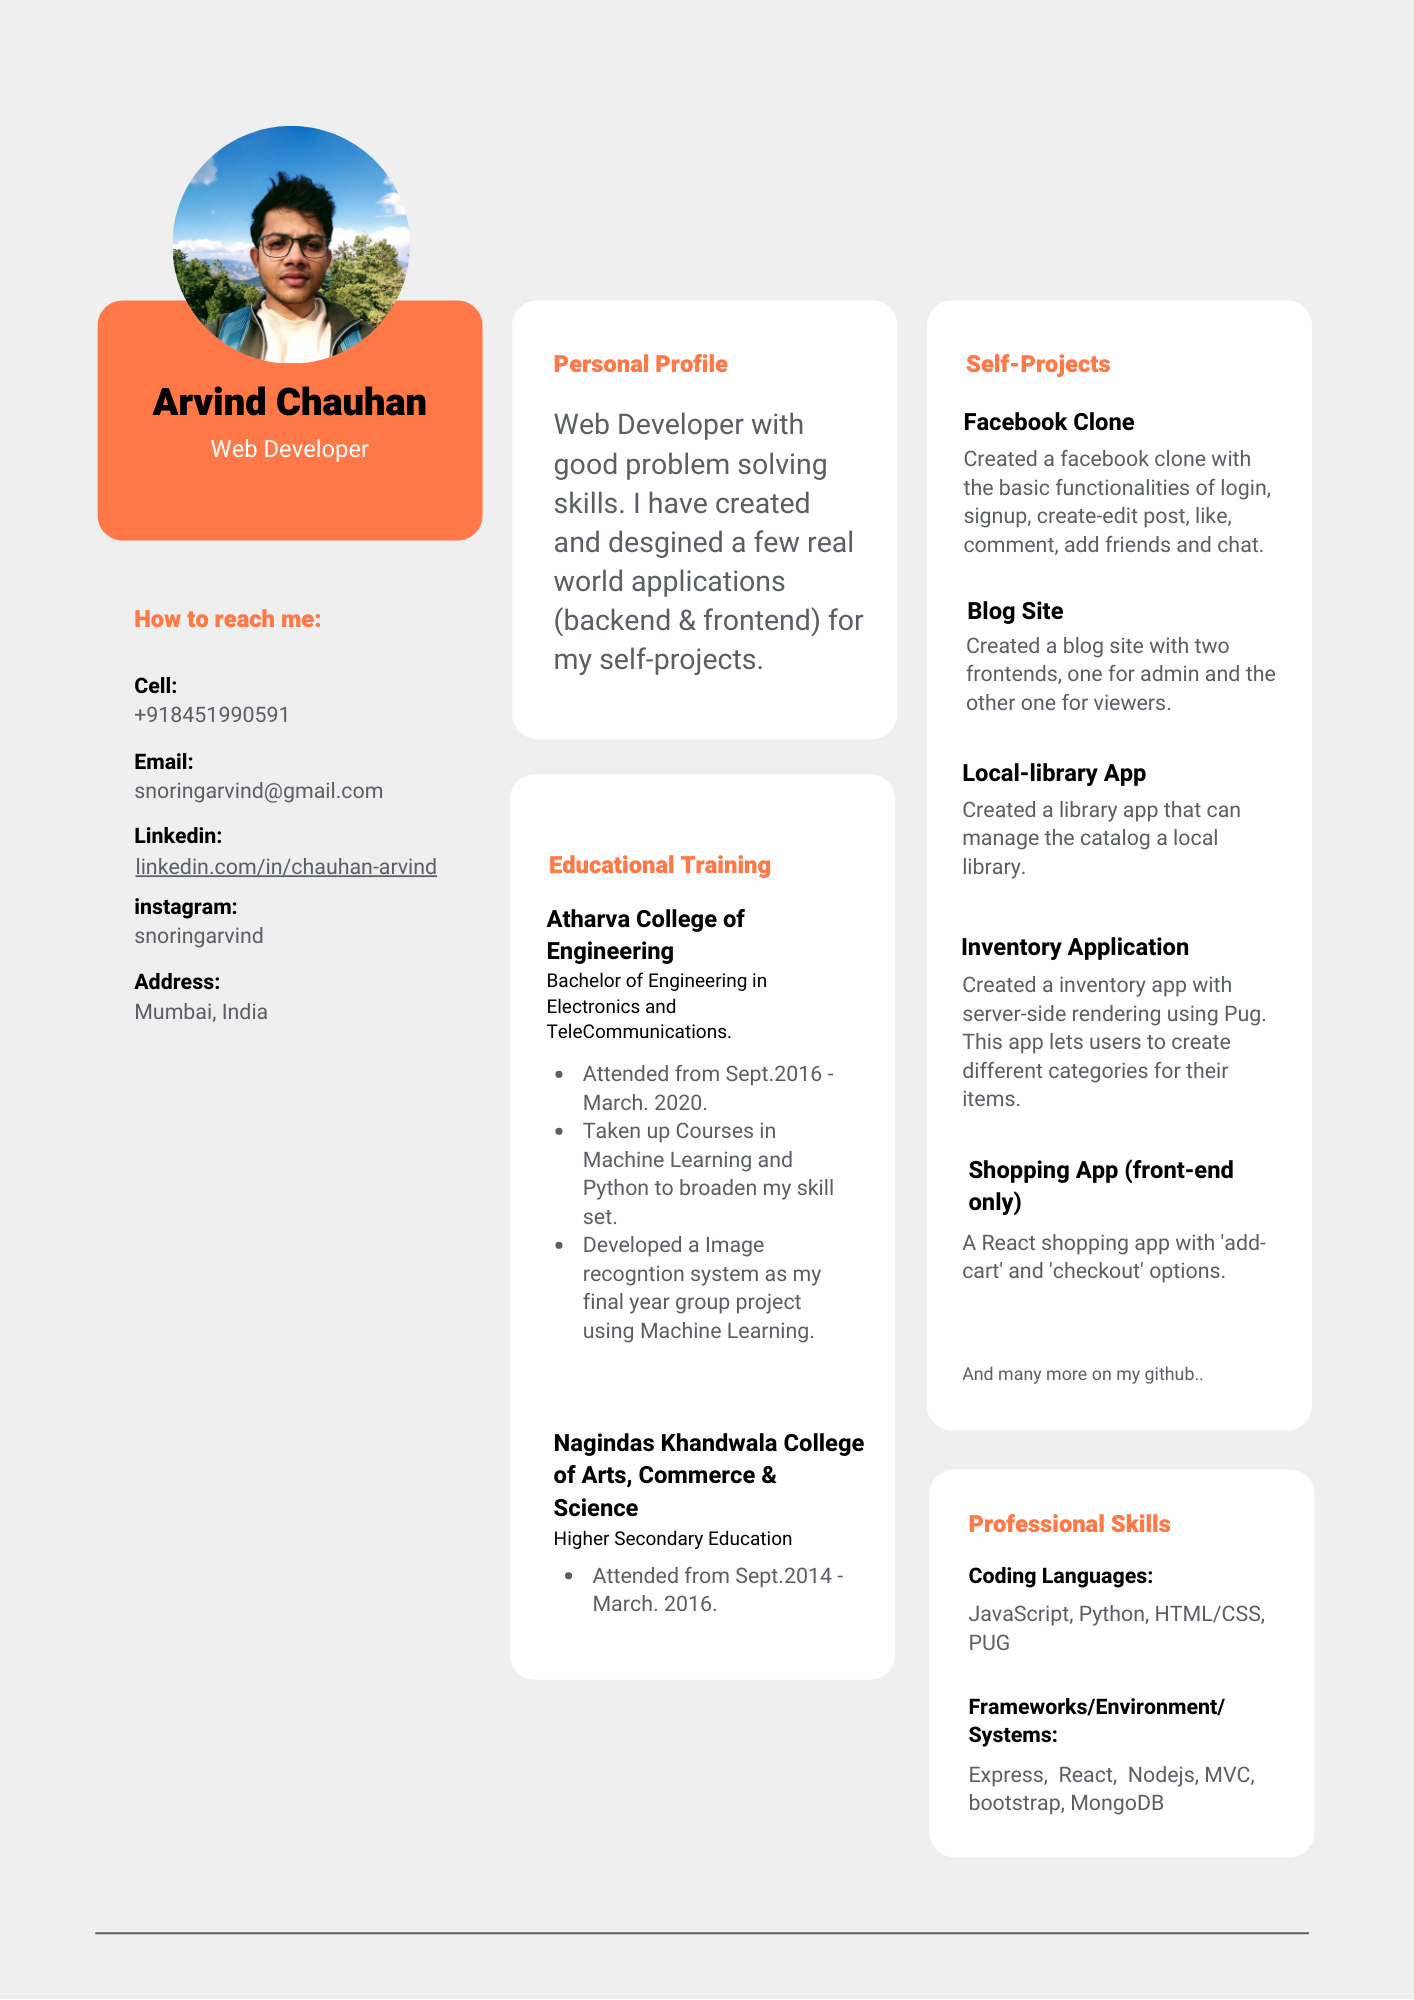 Arvind Chauhan
Web Developer
How to reach me:
Cell:
+918451990591
Email:
snoringarvind@gmail.com
Linkedin:
linkedin.com/in/chauhan-arvind
instagram:
snoringarvind
Address:
Mumbai, India
Personal Profile
Web Developer with
good problem solving
skills. I have created
and desgined a few real
world applications
(backend & frontend) for
my self-projects.
Educational Training
Atharva College of
Engineering
Bachelor of Engineering in
Electronics and
TeleCommunications.
• Attended from Sept.2016 -
March. 2020.
• Taken up Courses in
Machine Learning and
Python to broaden my skill
set.
• Developed a Image
recogntion system as my
final year group project
using Machine Learning.
Nagindas Khandwala College
of Arts, Commerce &
Science
Higher Secondary Education
• Attended from Sept.2014 -
March. 2016.
Self-Projects
Facebook Clone
Created a facebook clone with
the basic functionalities of login,
signup, create-edit post, like,
comment, add friends and chat.
Blog Site
Created a blog site with two
frontends, one for admin and the
other one for viewers.
Local-library App
Created a library app that can
manage the catalog a local
library.
Inventory Application
Created a inventory app with
server-side rendering using Pug.
This app lets users to create
different categories for their
items.
Shopping App (front-end
only)
A React shopping app with 'add-
cart' and 'checkout' options.
And many more on my github..
Professional Skills
Coding Languages:
JavaScript, Python, HTML/CSS,
PUG
Frameworks/Environment/
Systems:
Express, React, Nodejs, MVC,
bootstrap, MongoDB